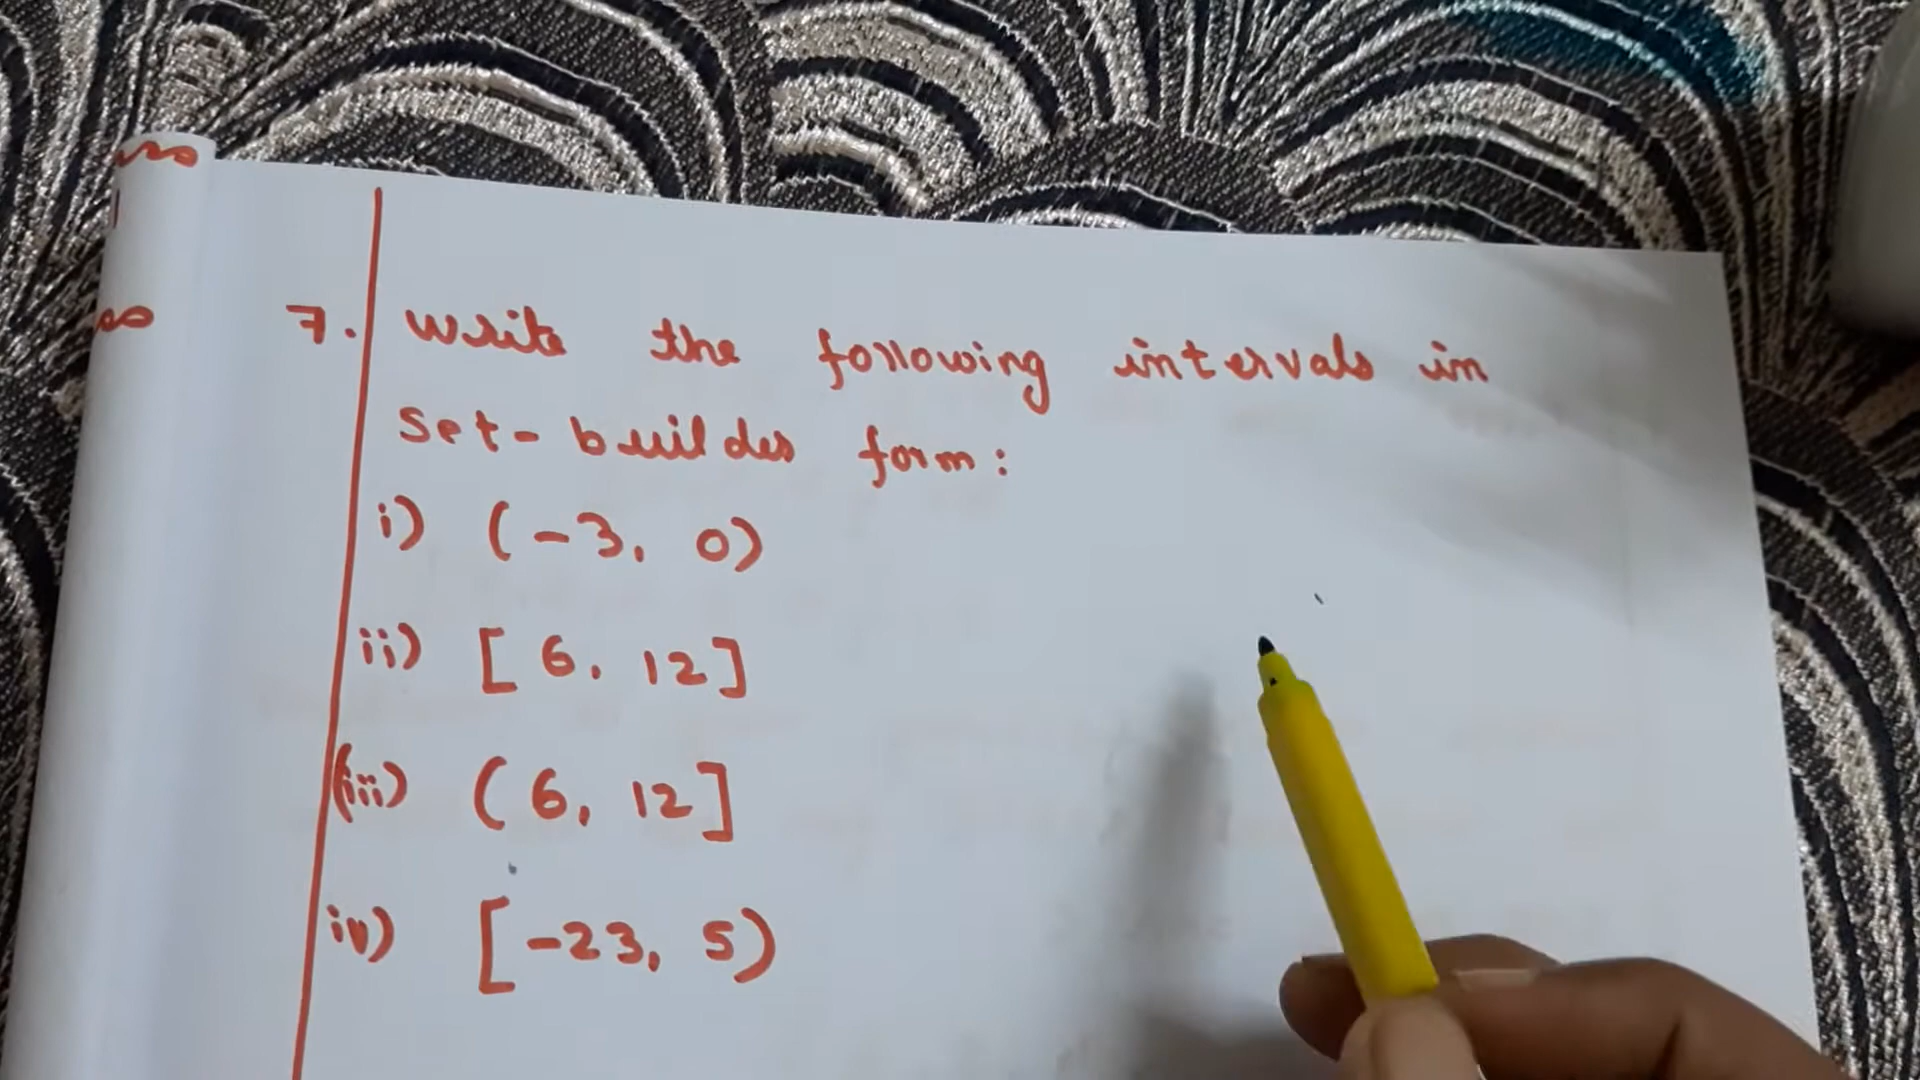 7. Write the following intervals in
set-builder form:
i) (-3, 0)
ii) [6, 12]
(iii) (6, 12]
iv) [-23, 5)